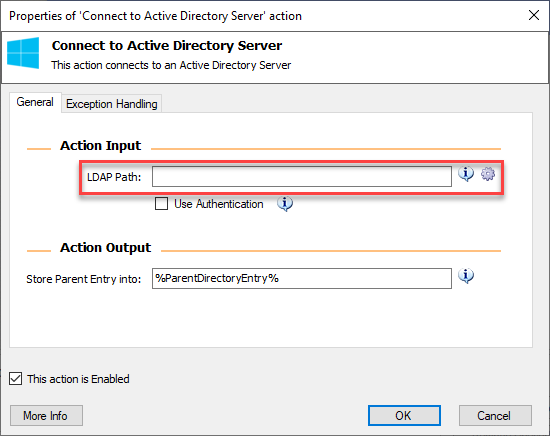 Properties of 'Connect to Active Directory Server' action
Connect to Active Directory Server
This action connects to an Active Directory Server
General
Exception Handling
Action Input
LDAP Path:
Use Authentication
Action Output
Store Parent Entry into:
%ParentDirectoryEntry%
This action is Enabled
More Info
OK
Cancel